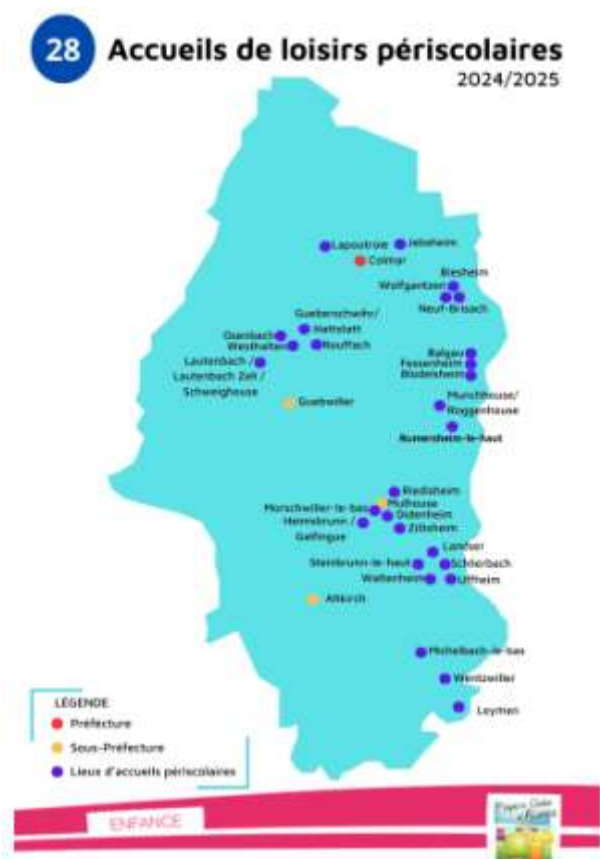 28
Accueils de loisirs périscolaires
2024/2025
Lapoutroie
Jebsheim
Colmar
Biesheim
Wolfgantzen
Neuf-Brisach
Gueberschwihr/
Hattstatt
Osenbach
Westhalten
Rouffach
Lautenbach /
Lautenbach Zell /
Schweighouse
Balgau
Fessenheim
Blodelsheim
Guebwiller
Munchhouse/
Roggenhouse
Rumersheim-le-haut
Riedisheim
Mulhouse
Morschwiller-le-bas
Didenheim
Heimsbrunn /
Galfingue
Zillisheim
Landser
Steinbrunn-le-haut
Schlierbach
Waltenheim
Uffheim
Altkirch
Michelbach-le-bas
Wentzwiller
Leymen
LÉGENDE
Préfecture
Sous-Préfecture
Lieux d'accueils périscolaires
ENFANCE